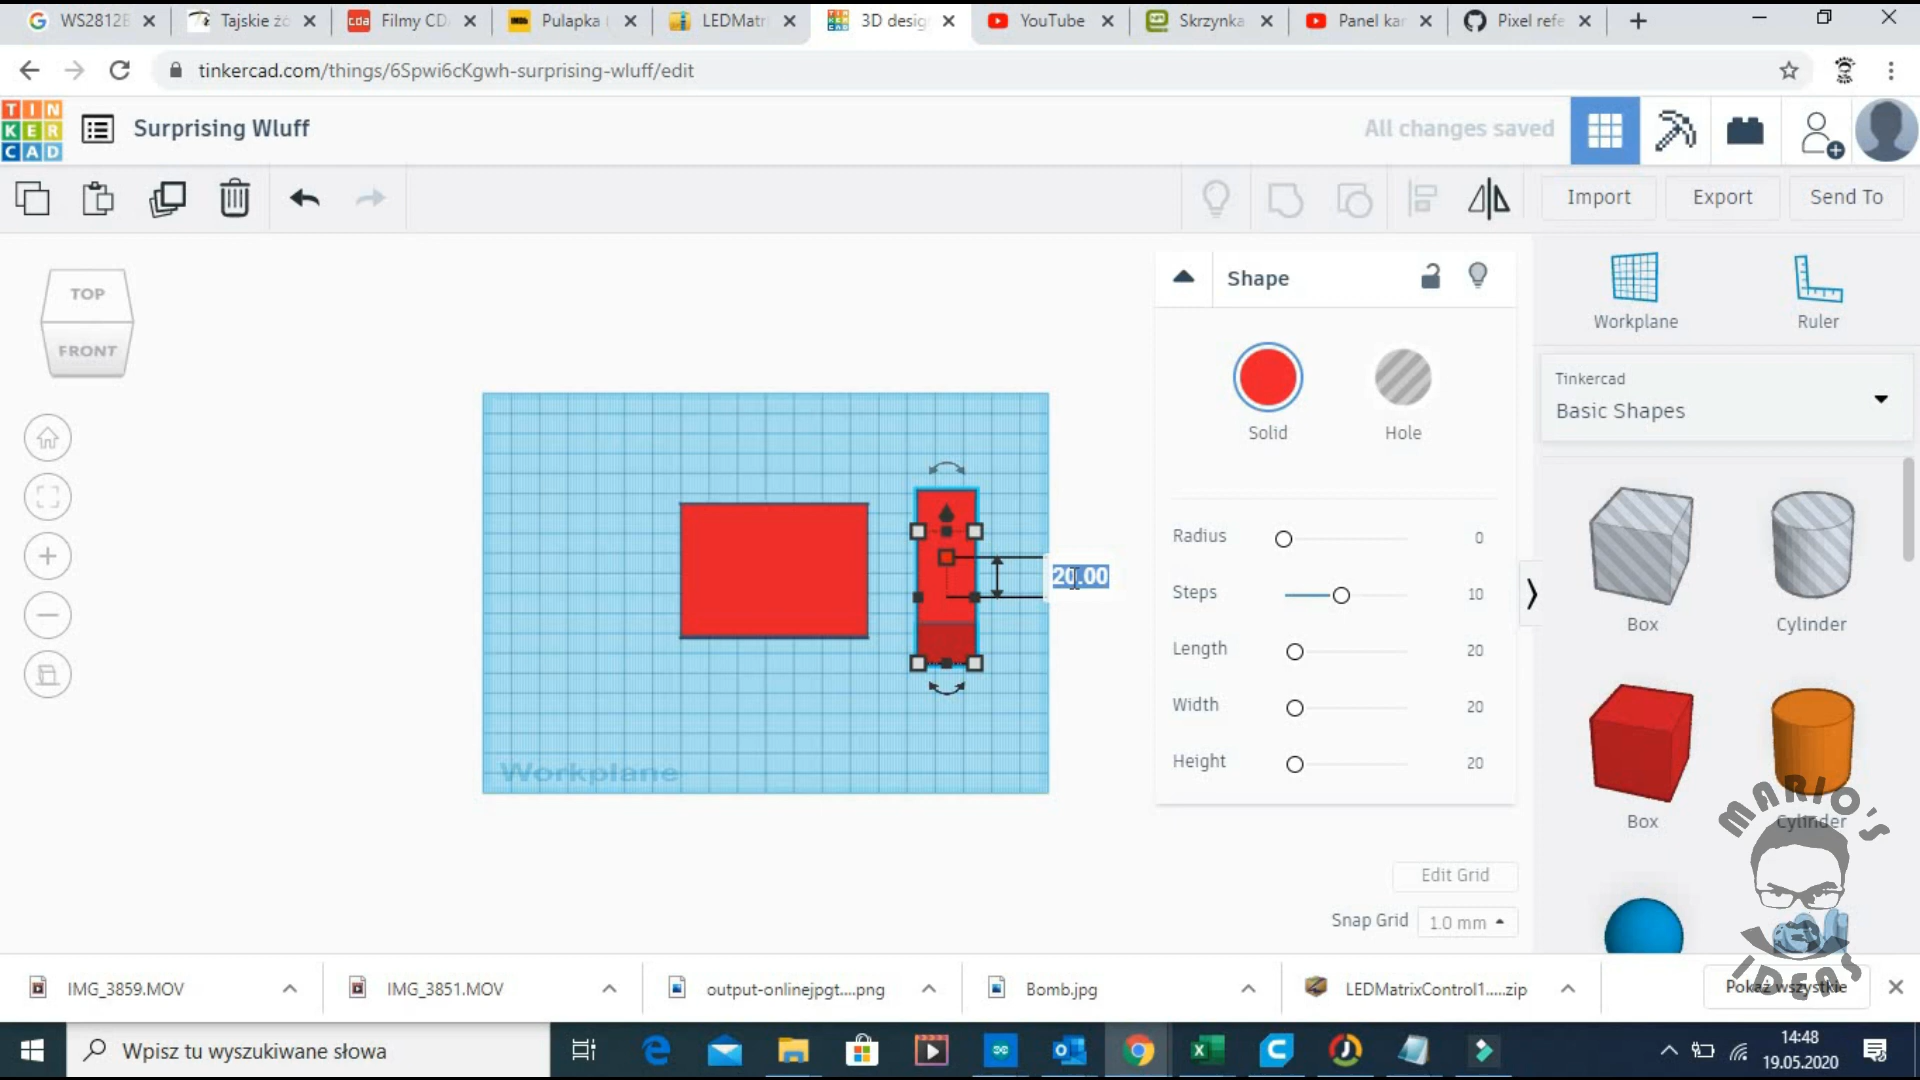 WS2812B
Tajskie żó
Filmy CDA
Pulapka
LEDMatri
3D desig
YouTube
Skrzynka
Panel kar
Pixel refe
tinkercad.com/things/6Spwi6cKgwh-surprising-wluff/edit
TIN
KER
CAD
Surprising Wluff
All changes saved
Import
Export
Send To
TOP
FRONT
Shape
Workplane
Ruler
Solid
Hole
Tinkercad
Basic Shapes
Radius
0
Steps
10
Length
20
Width
20
Height
20
20.00
Workplane
Box
Cylinder
Box
Cylinder
Edit Grid
Snap Grid
1.0 mm
MARIO'S
IDEAS
IMG_3859.MOV
IMG_3851.MOV
output-onlinejpgt....png
Bomb.jpg
LEDMatrixControl1.....zip
Pokaż wszystkie
Wpisz tu wyszukiwane słowa
14:48
19.05.2020